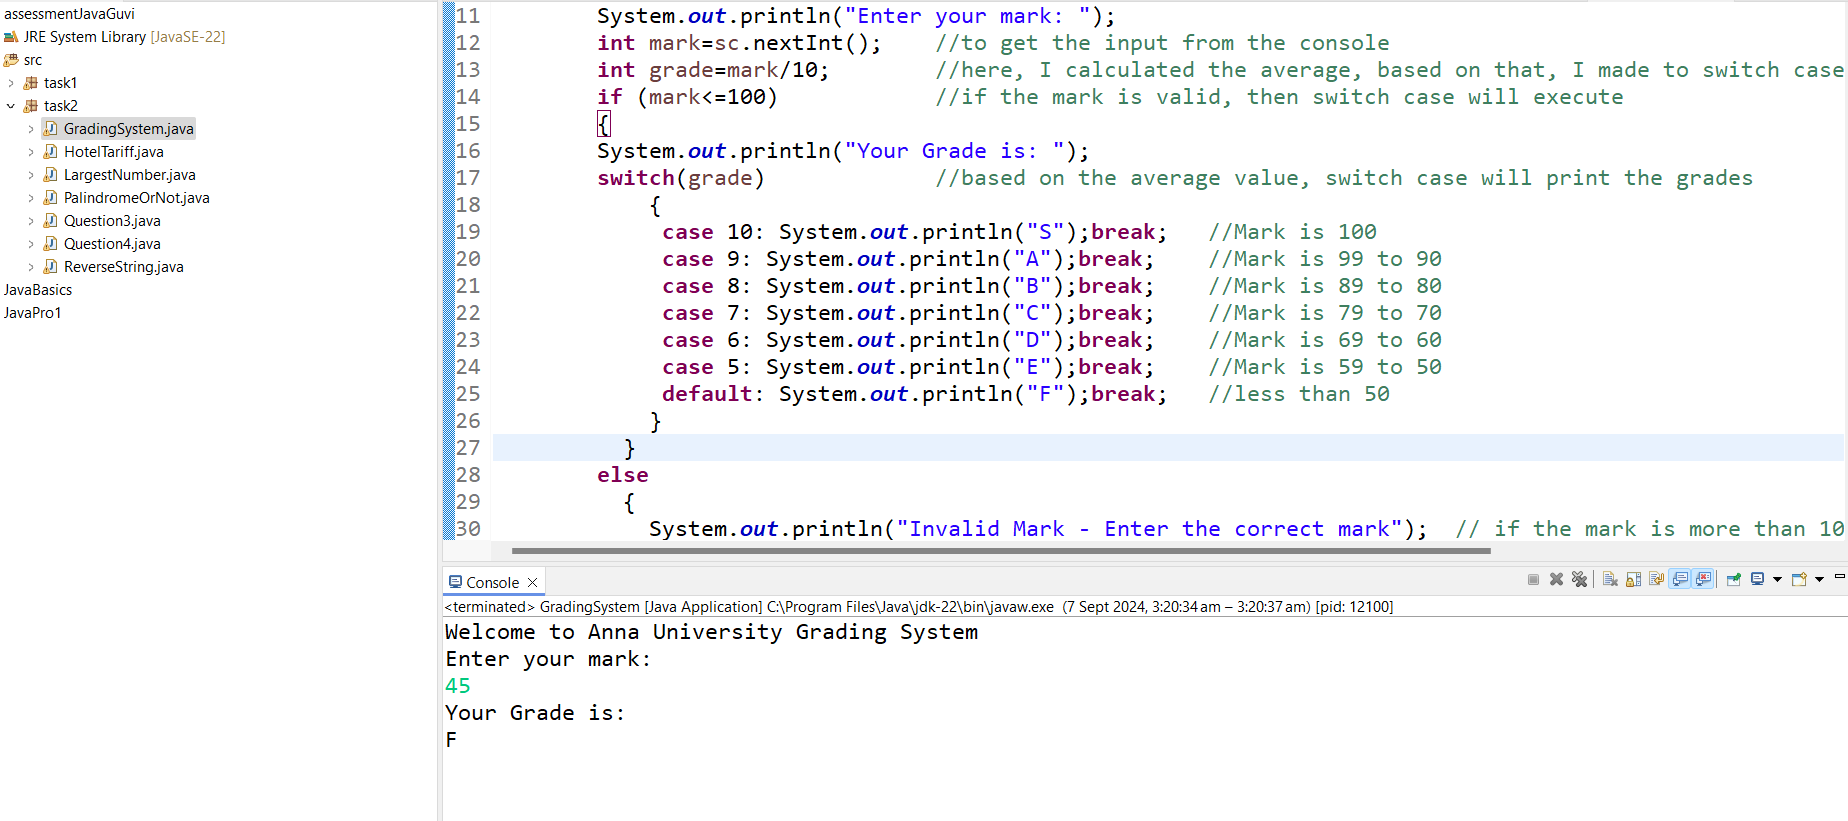 assessmentJavaGuvi
JRE System Library [JavaSE-22]
src
task1
task2
GradingSystem.java
HotelTariff.java
LargestNumber.java
PalindromeOrNot.java
Question3.java
Question4.java
ReverseString.java
JavaBasics
JavaPro1
11 System.out.println("Enter your mark: ");
12 int mark=sc.nextInt(); //to get the input from the console
13 int grade=mark/10; //here, I calculated the average, based on that, I made to switch case
14 if (mark<=100) //if the mark is valid, then switch case will execute
15 {
16 System.out.println("Your Grade is: ");
17 switch(grade) //based on the average value, switch case will print the grades
18 {
19 case 10: System.out.println("S");break; //Mark is 100
20 case 9: System.out.println("A");break; //Mark is 99 to 90
21 case 8: System.out.println("B");break; //Mark is 89 to 80
22 case 7: System.out.println("C");break; //Mark is 79 to 70
23 case 6: System.out.println("D");break; //Mark is 69 to 60
24 case 5: System.out.println("E");break; //Mark is 59 to 50
25 default: System.out.println("F");break; //less than 50
26 }
27 }
28 else
29 {
30 System.out.println("Invalid Mark - Enter the correct mark"); // if the mark is more than 10
Console
<terminated> GradingSystem [Java Application] C:\Program Files\Java\jdk-22\bin\javaw.exe (7 Sept 2024, 3:20:34 am – 3:20:37 am) [pid: 12100]
Welcome to Anna University Grading System
Enter your mark:
45
Your Grade is:
F